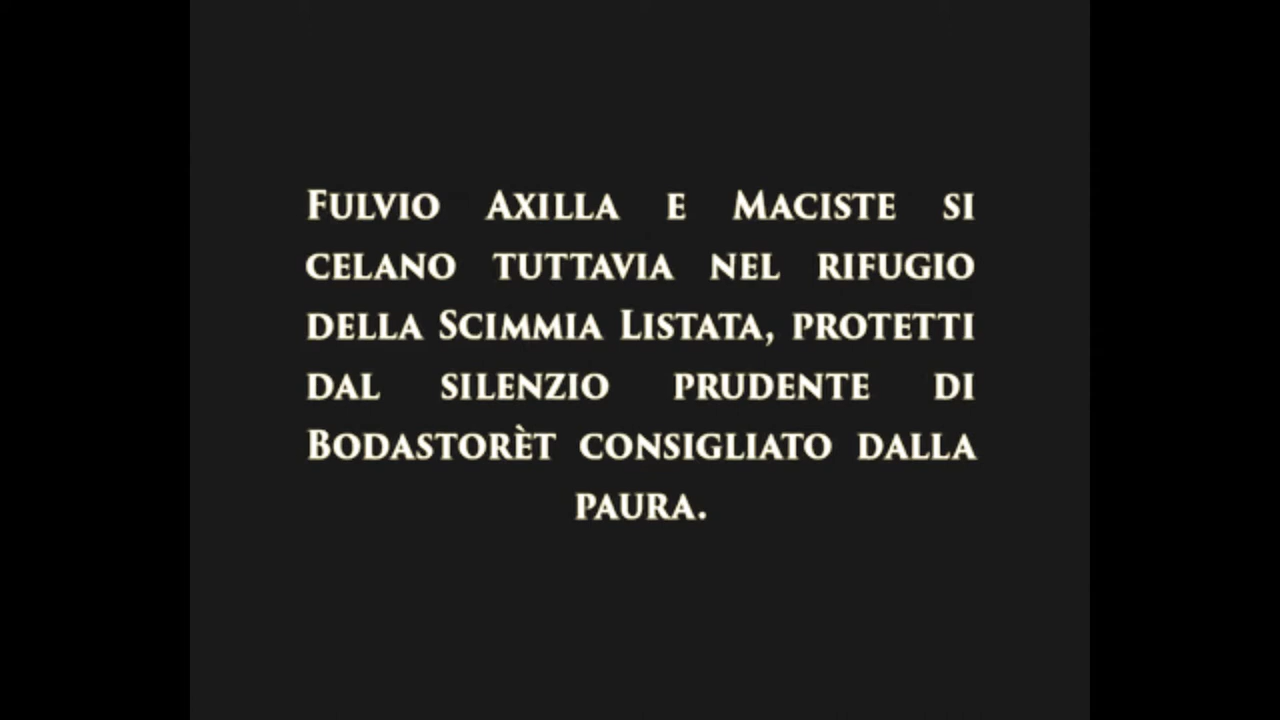 Fulvio Axilla e Maciste si
celano tuttavia nel rifugio
della Scimmia Listata, protetti
dal silenzio prudente di
Bodastorèt consigliato dalla
paura.